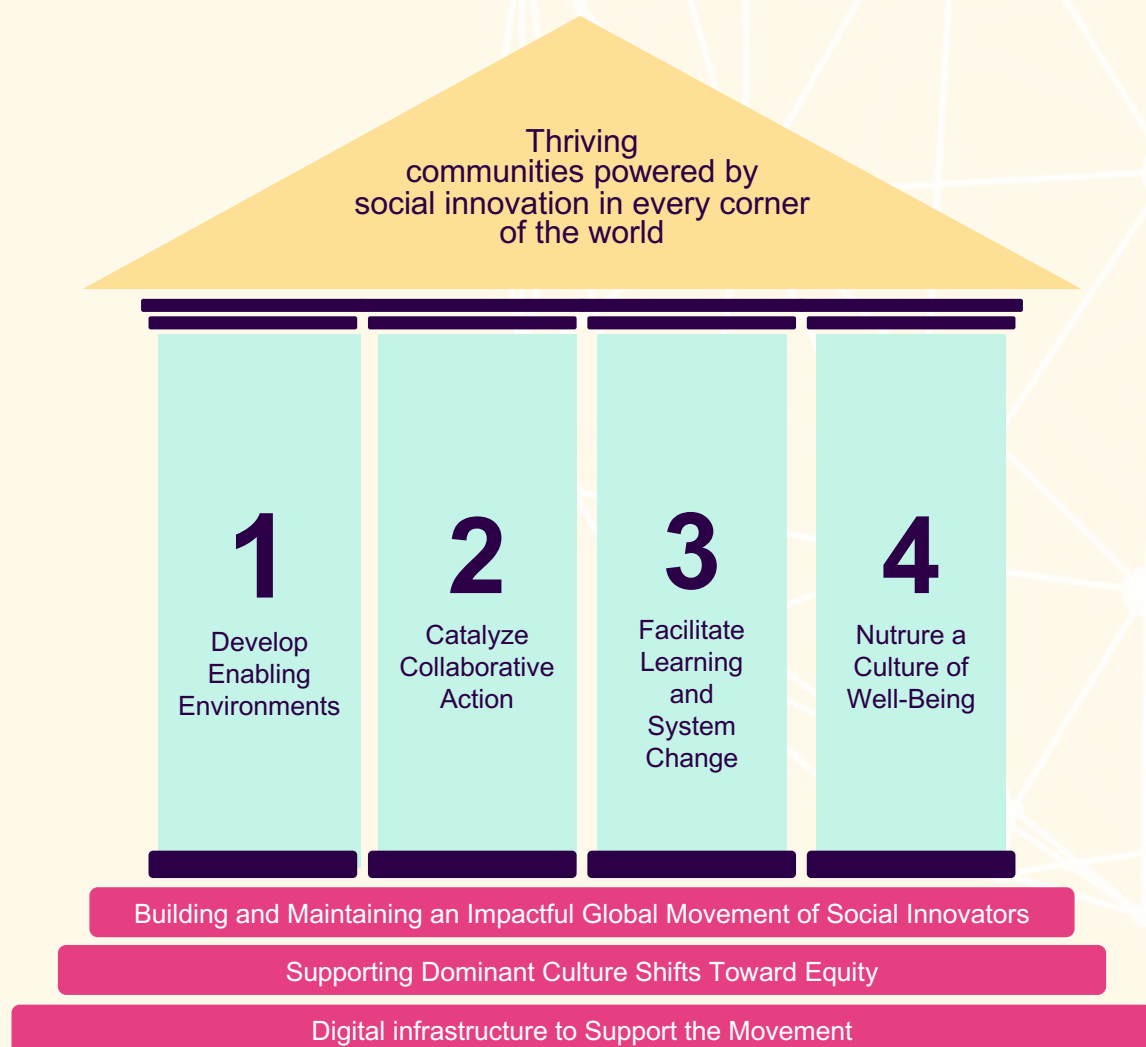 Thriving
communities powered by
social innovation in every corner
of the world
1
Develop
Enabling
Environments
2
Catalyze
Collaborative
Action
3
Facilitate
Learning
and
System
Change
4
Nutrure a
Culture of
Well-Being
Building and Maintaining an Impactful Global Movement of Social Innovators
Supporting Dominant Culture Shifts Toward Equity
Digital infrastructure to Support the Movement